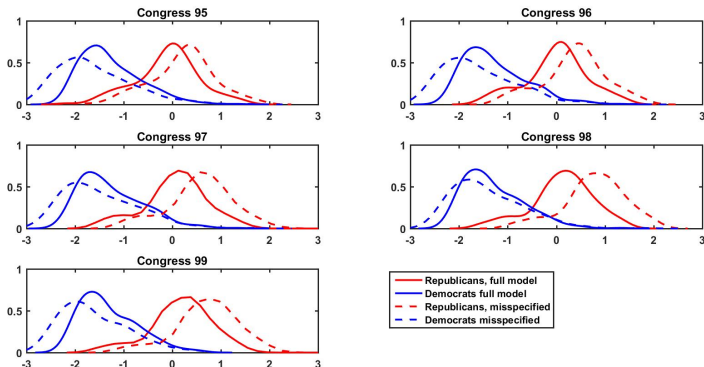 Congress 95
1
0.5
0
-3 -2 -1 0 1 2 3
Congress 96
1
0.5
0
-3 -2 -1 0 1 2 3
Congress 97
1
0.5
0
-3 -2 -1 0 1 2 3
Congress 98
1
0.5
0
-3 -2 -1 0 1 2 3
Congress 99
1
0.5
0
-3 -2 -1 0 1 2 3
Republicans, full model
Democrats full model
Republicans, misspecified
Democrats misspecified